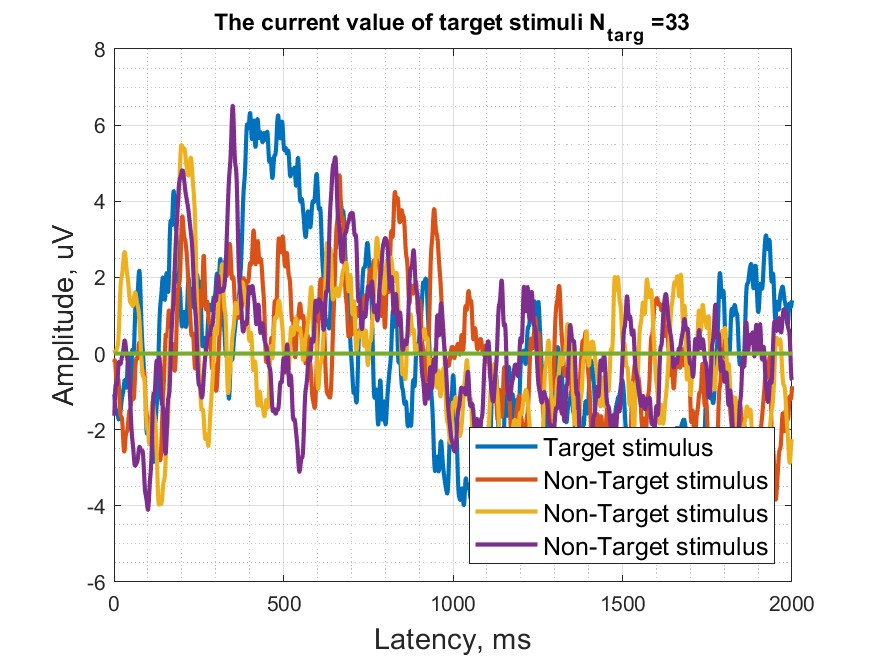 The current value of target stimuli N_targ =33
8
6
4
2
0
-2
-4
-6
Amplitude, uV
0 500 1000 1500 2000
Latency, ms
Target stimulus
Non-Target stimulus
Non-Target stimulus
Non-Target stimulus